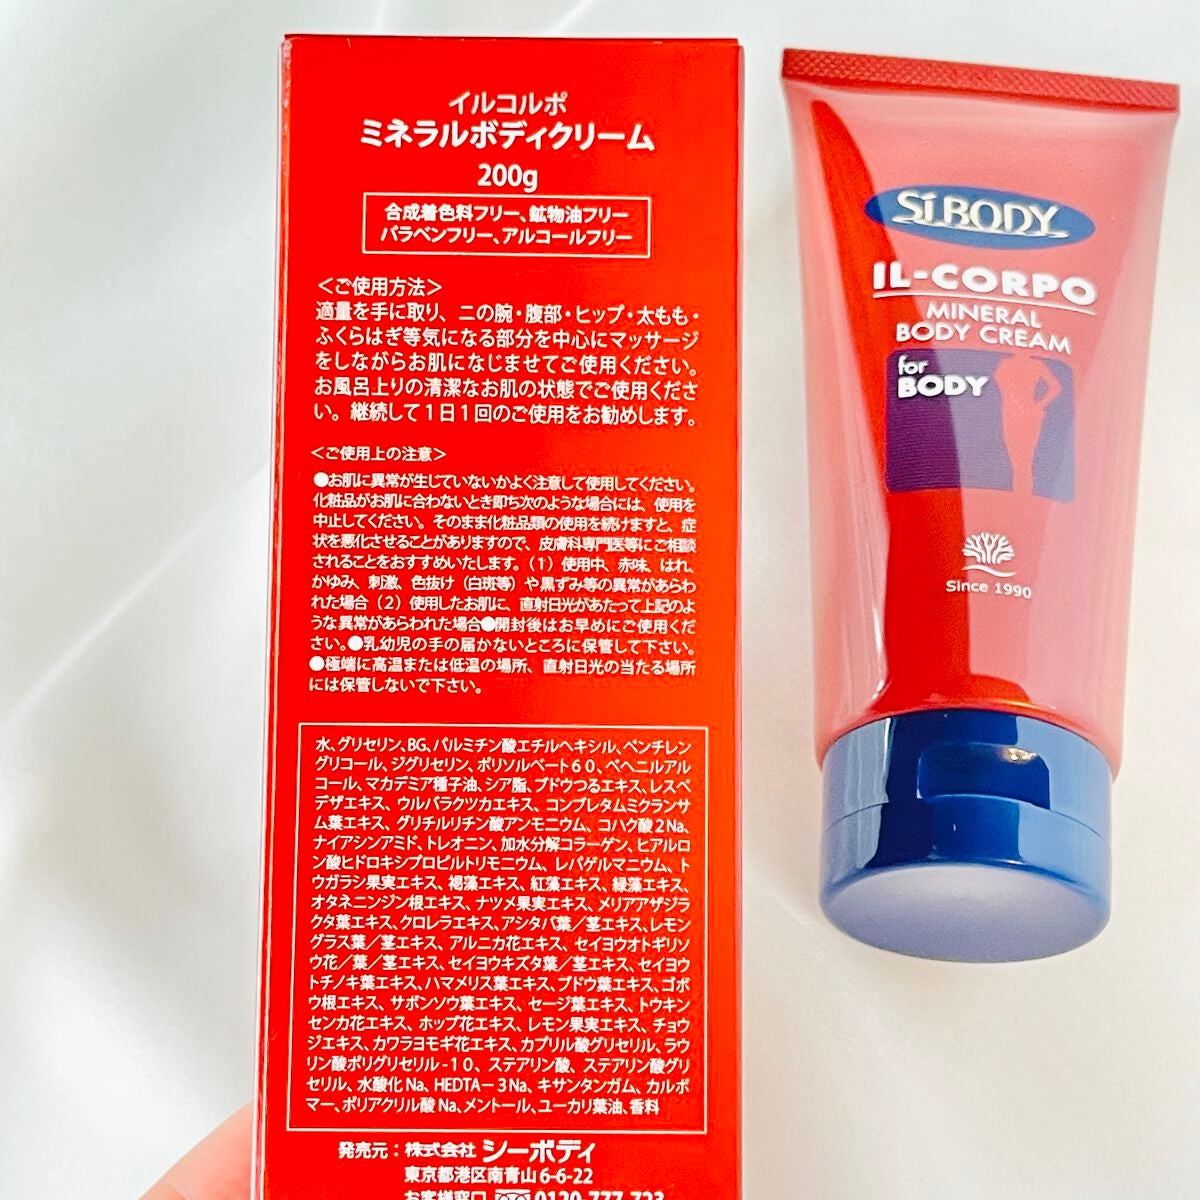 イルコルポ
ミネラルボディクリーム
200g
合成着色料フリー、鉱物油フリー
パラベンフリー、アルコールフリー
＜ご使用方法＞
適量を手に取り、二の腕・腹部・ヒップ・太もも・
ふくらはぎ等気になる部分を中心にマッサージ
をしながらお肌になじませてご使用ください。
お風呂上りの清潔なお肌の状態でご使用くださ
い。継続して１日１回のご使用をお勧めします。
＜ご使用上の注意＞
●お肌に異常が生じていないかよく注意して使用してください。
化粧品がお肌に合わないとき即ち次のような場合には、使用を
中止してください。そのまま化粧品類の使用を続けますと、症
状を悪化させることがありますので、皮膚科専門医等にご相談
されることをおすすめいたします。（1）使用中、赤味、はれ、
かゆみ、刺激、色抜け（白斑等）や黒ずみ等の異常があらわ
れた場合（2）使用したお肌に、直射日光があたって上記のよ
うな異常があらわれた場合●開封後はお早めにご使用くだ
さい。●乳幼児の手の届かないところに保管して下さい。
●極端に高温または低温の場所、直射日光の当たる場所
には保管しないで下さい。
水、グリセリン、BG、パルミチン酸エチルヘキシル、ペンチレン
グリコール、ジグリセリン、ポリソルベート６０、ベヘニルアル
コール、マカデミア種子油、シア脂、ブドウつるエキス、レスペ
デザエキス、ウルバラクツカエキス、コンブレタムミクランサ
ム葉エキス、グリチルリチン酸アンモニウム、コハク酸２Na、
ナイアシンアミド、トレオニン、加水分解コラーゲン、ヒアルロ
ン酸ヒドロキシプロピルトリモニウム、レパゲルマニウム、ト
ウガラシ果実エキス、褐藻エキス、紅藻エキス、緑藻エキス、
オタネニンジン根エキス、ナツメ果実エキス、メリアアザジラ
クタ葉エキス、クロレラエキス、アシタバ葉／茎エキス、レモン
グラス葉／茎エキス、アルニカ花エキス、セイヨウオトギリソ
ウ花／葉／茎エキス、セイヨウキズタ葉／茎エキス、セイヨウ
トチノキ葉エキス、ハマメリス葉エキス、ブドウ葉エキス、ゴボ
ウ根エキス、サボンソウ葉エキス、セージ葉エキス、トウキン
センカ花エキス、ホップ花エキス、レモン果実エキス、チョウ
ジエキス、カワラヨモギ花エキス、カプリル酸グリセリル、ラウ
リン酸ポリグリセリル-１０、ステアリン酸、ステアリン酸グリ
セリル、水酸化Na、HEDTA－３Na、キサンタンガム、カルボ
マー、ポリアクリル酸Na、メントール、ユーカリ葉油、香料
発売元：株式会社 シーボディ
東京都港区南青山6-6-22
お客様窓口 0120-777-723
SiBODY
IL-CORPO
MINERAL
BODY CREAM
for
BODY
Since 1990